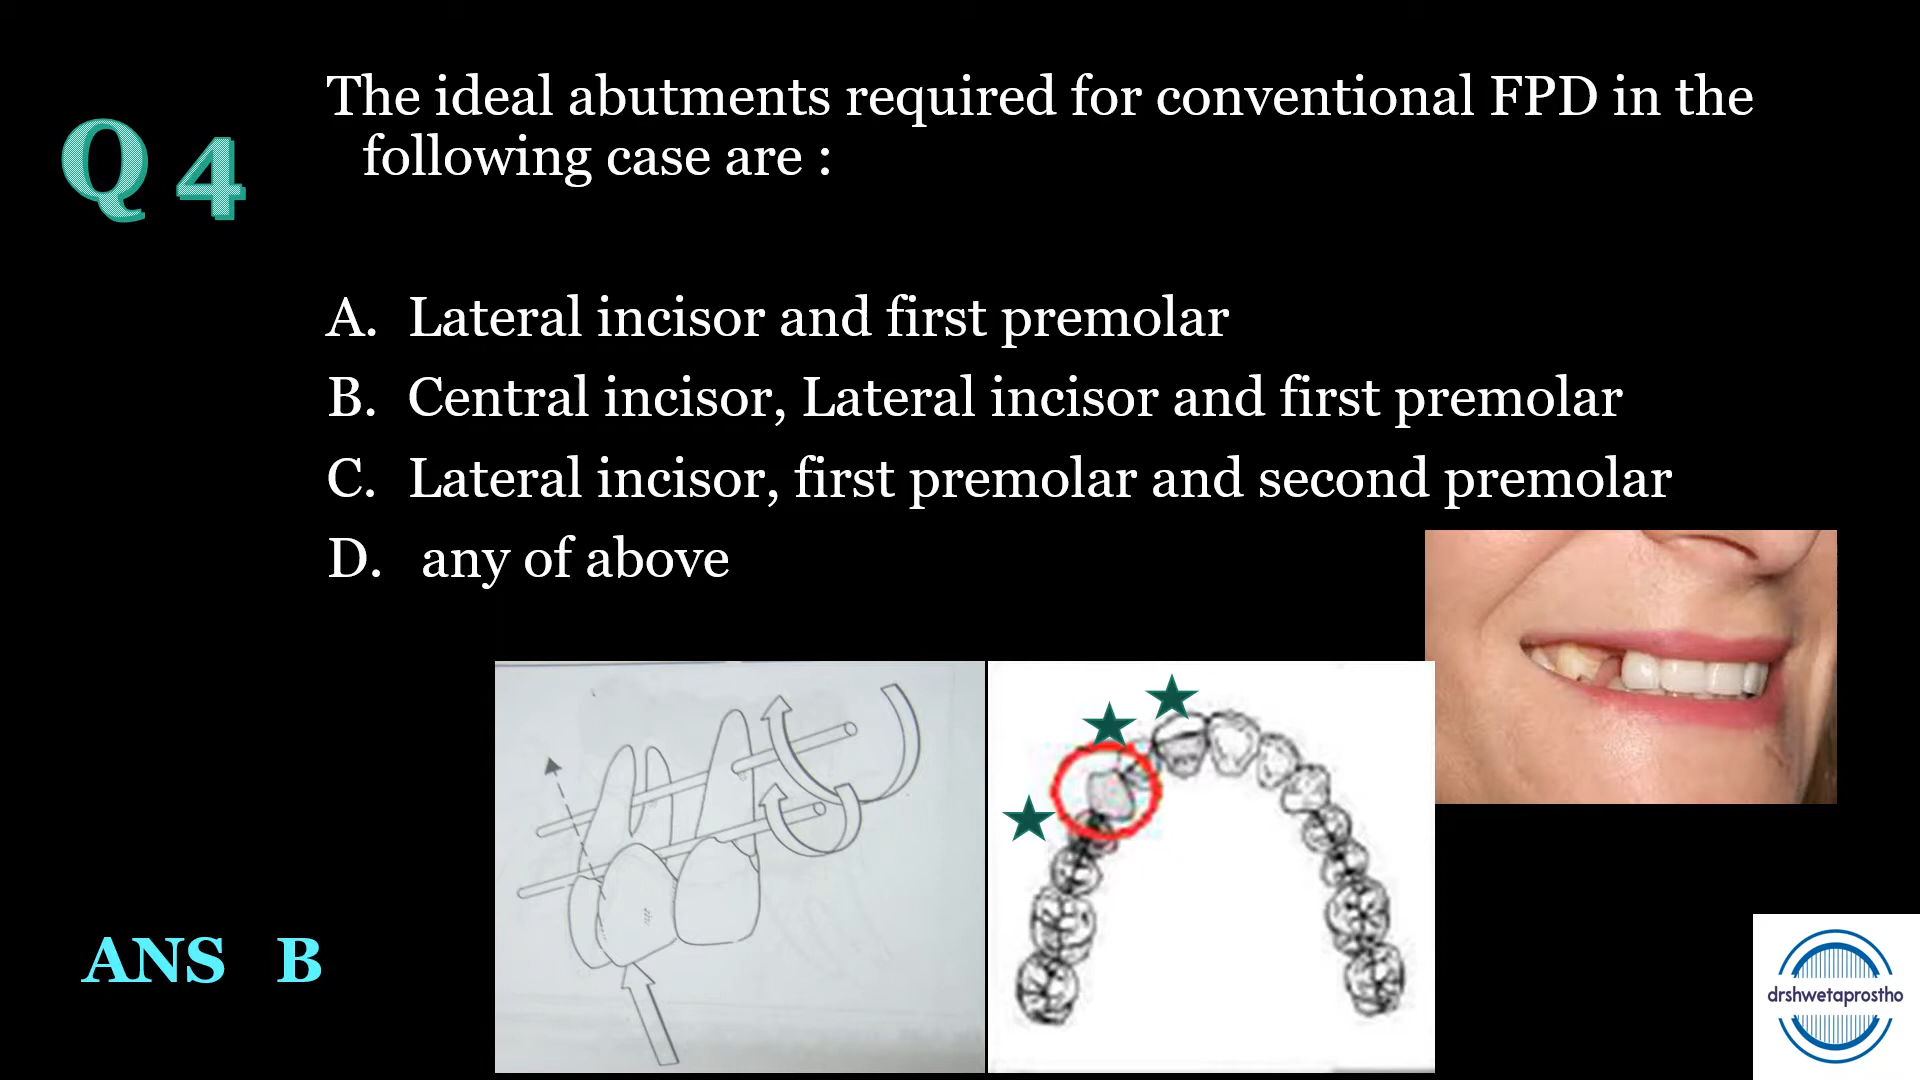 Q 4
The ideal abutments required for conventional FPD in the
following case are :
A. Lateral incisor and first premolar
B. Central incisor, Lateral incisor and first premolar
C. Lateral incisor, first premolar and second premolar
D. any of above
ANS B
drshwetaprostho